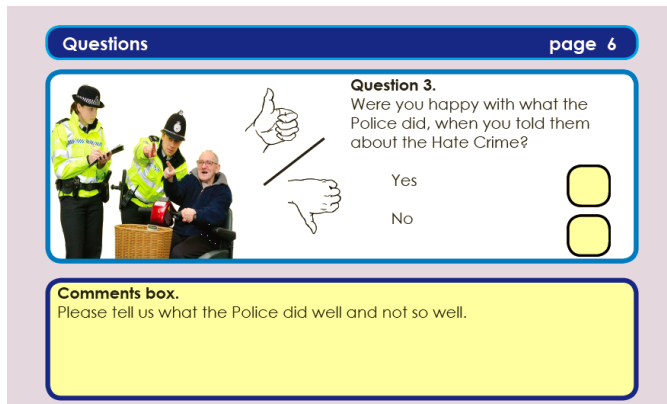 Questions page 6
Question 3.
Were you happy with what the
Police did, when you told them
about the Hate Crime?
Yes
No
Comments box.
Please tell us what the Police did well and not so well.